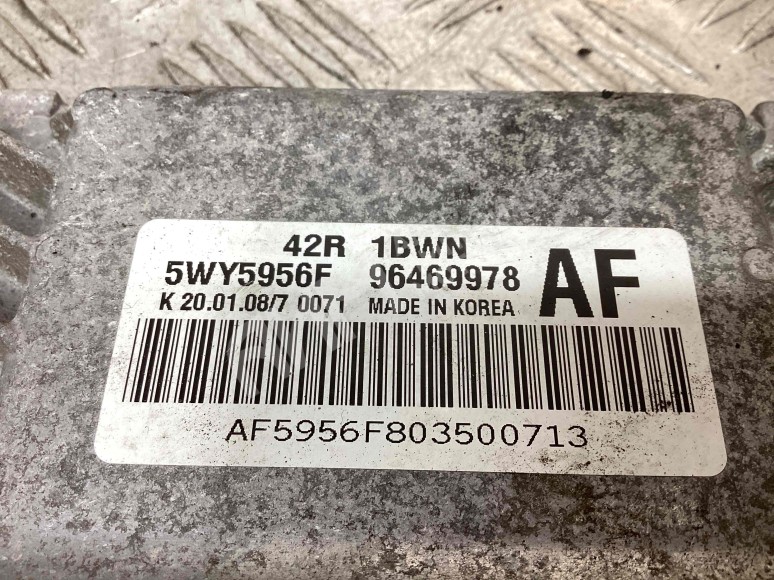 42R 1BWN
5WY5956F 96469978 AF
K 20.01.08/7 0071 MADE IN KOREA
AF5956F803500713